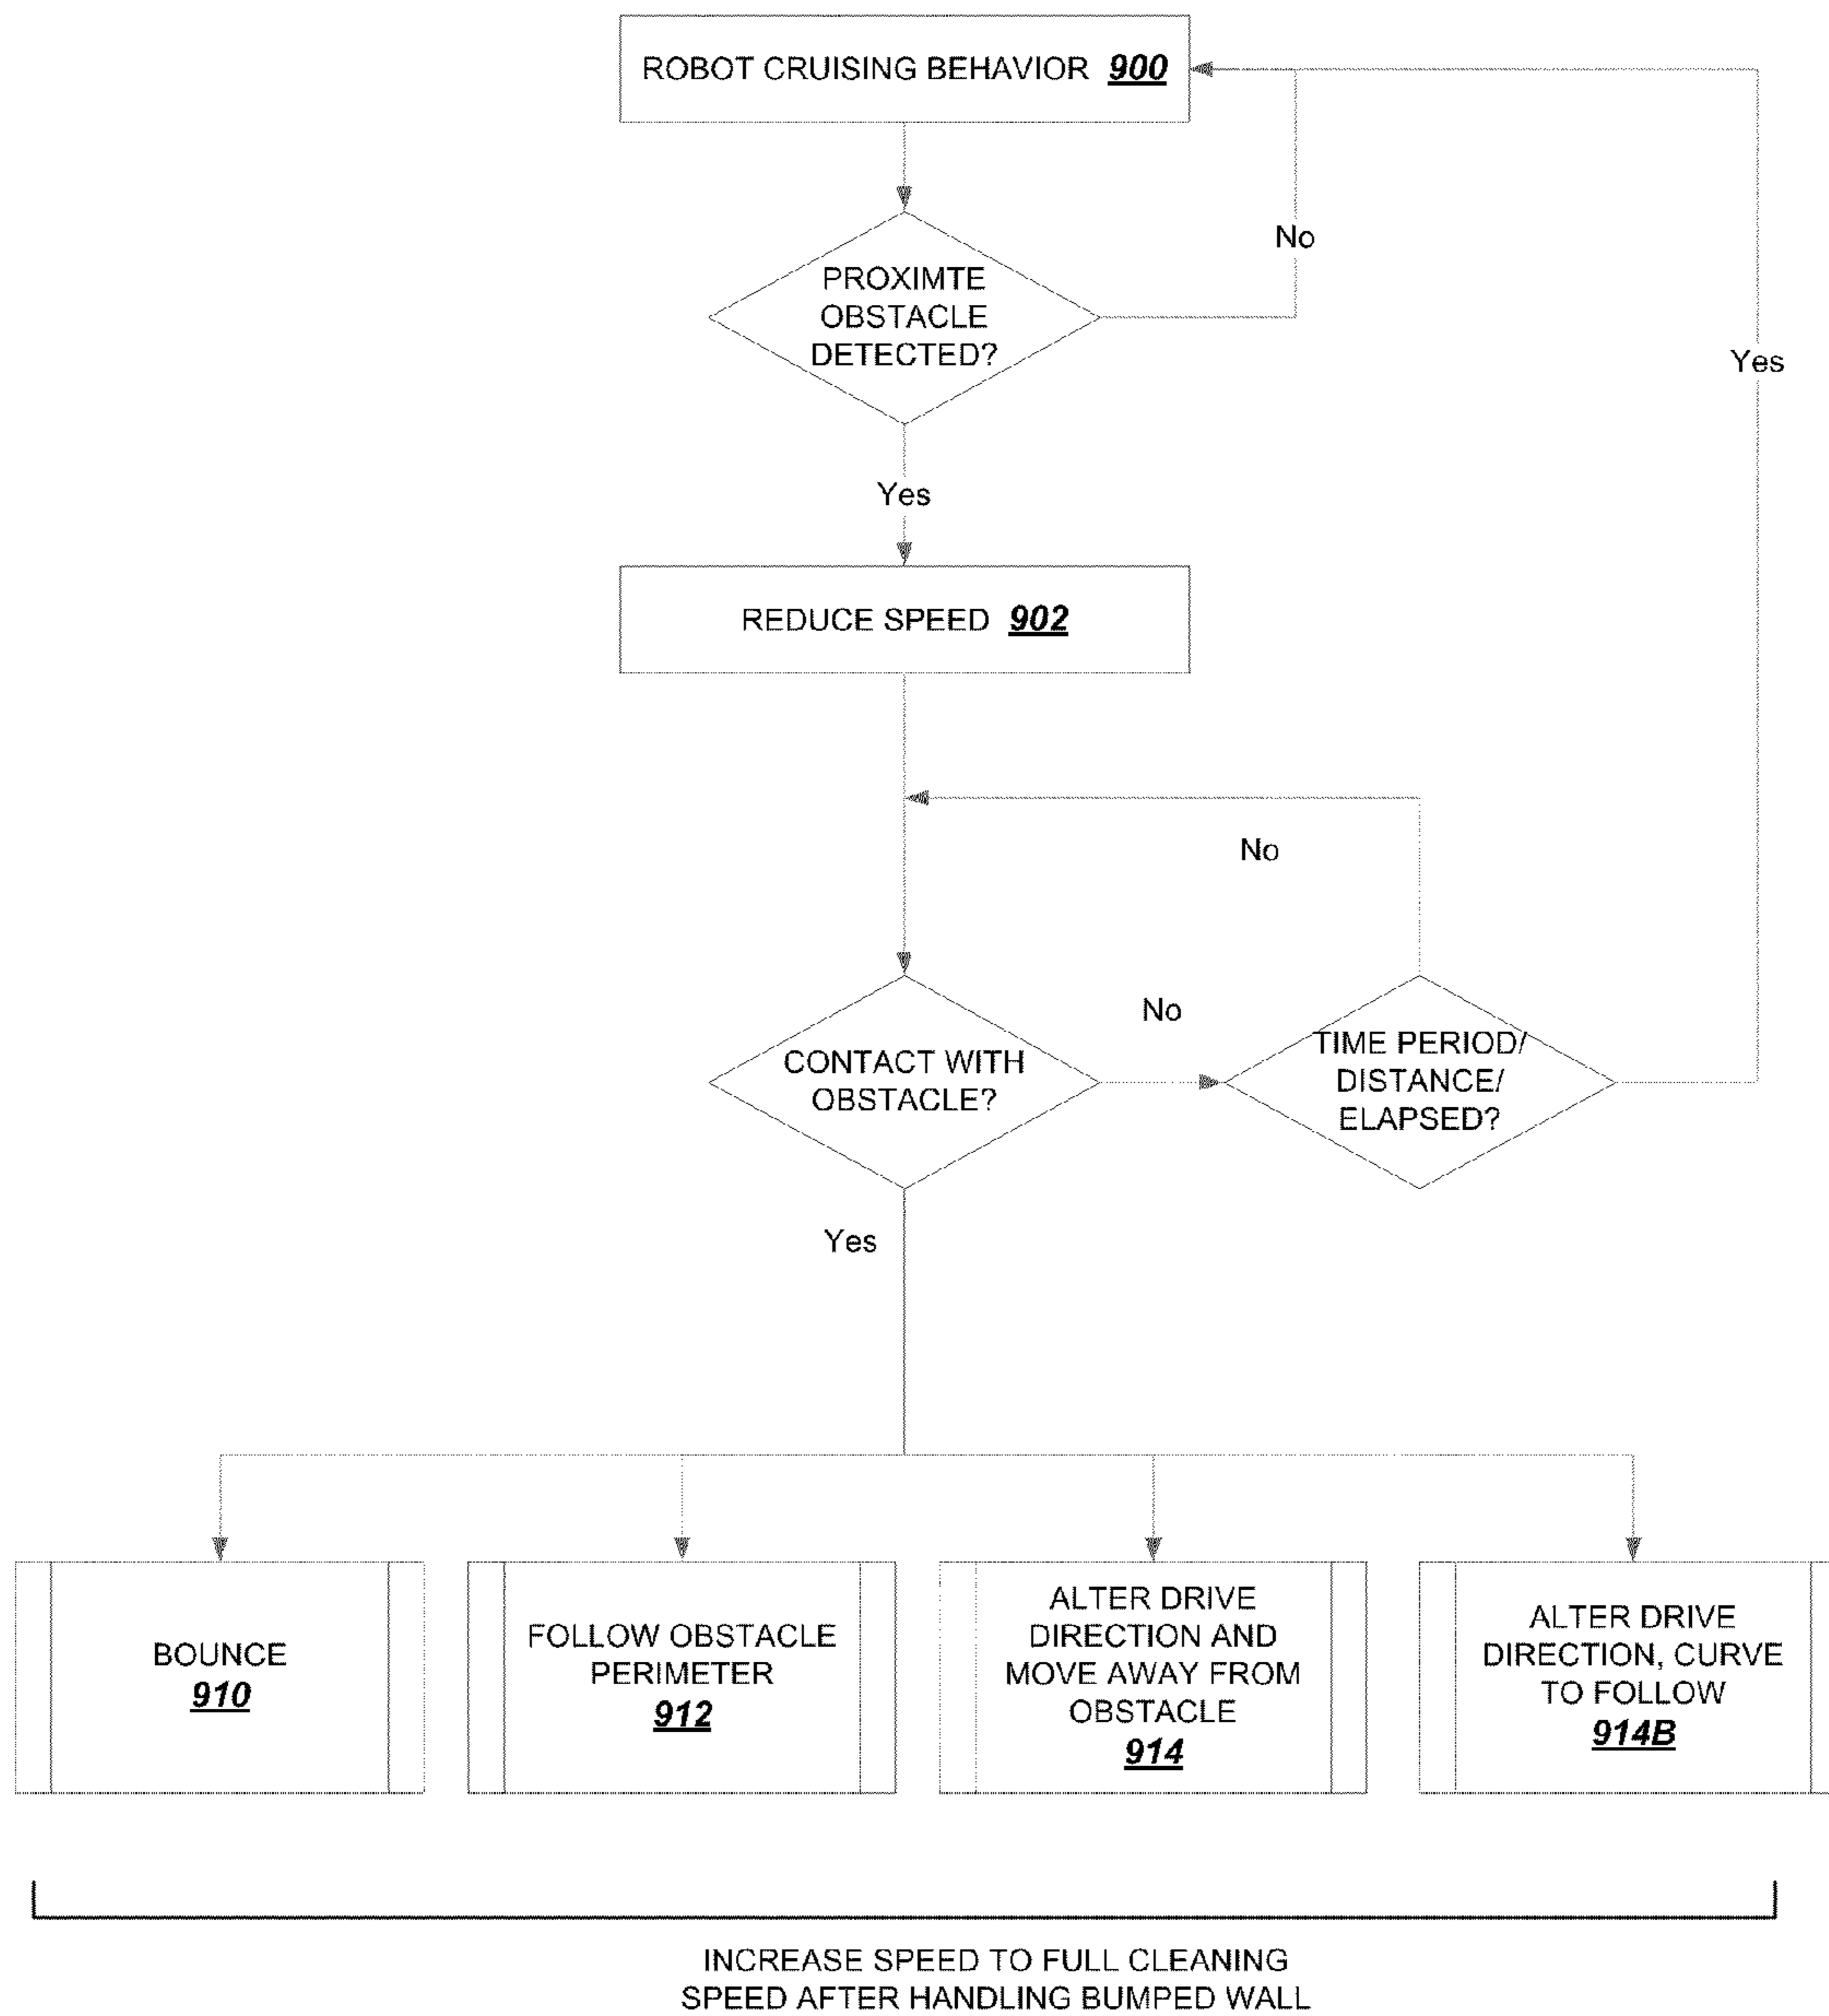 ROBOT CRUISING BEHAVIOR 900
No
PROXIMTE
OBSTACLE
DETECTED?
Yes
Yes
REDUCE SPEED 902
No
No
CONTACT WITH
OBSTACLE?
TIME PERIOD/
DISTANCE/
ELAPSED?
Yes
BOUNCE
910
FOLLOW OBSTACLE
PERIMETER
912
ALTER DRIVE
DIRECTION AND
MOVE AWAY FROM
OBSTACLE
914
ALTER DRIVE
DIRECTION, CURVE
TO FOLLOW
914B
INCREASE SPEED TO FULL CLEANING
SPEED AFTER HANDLING BUMPED WALL